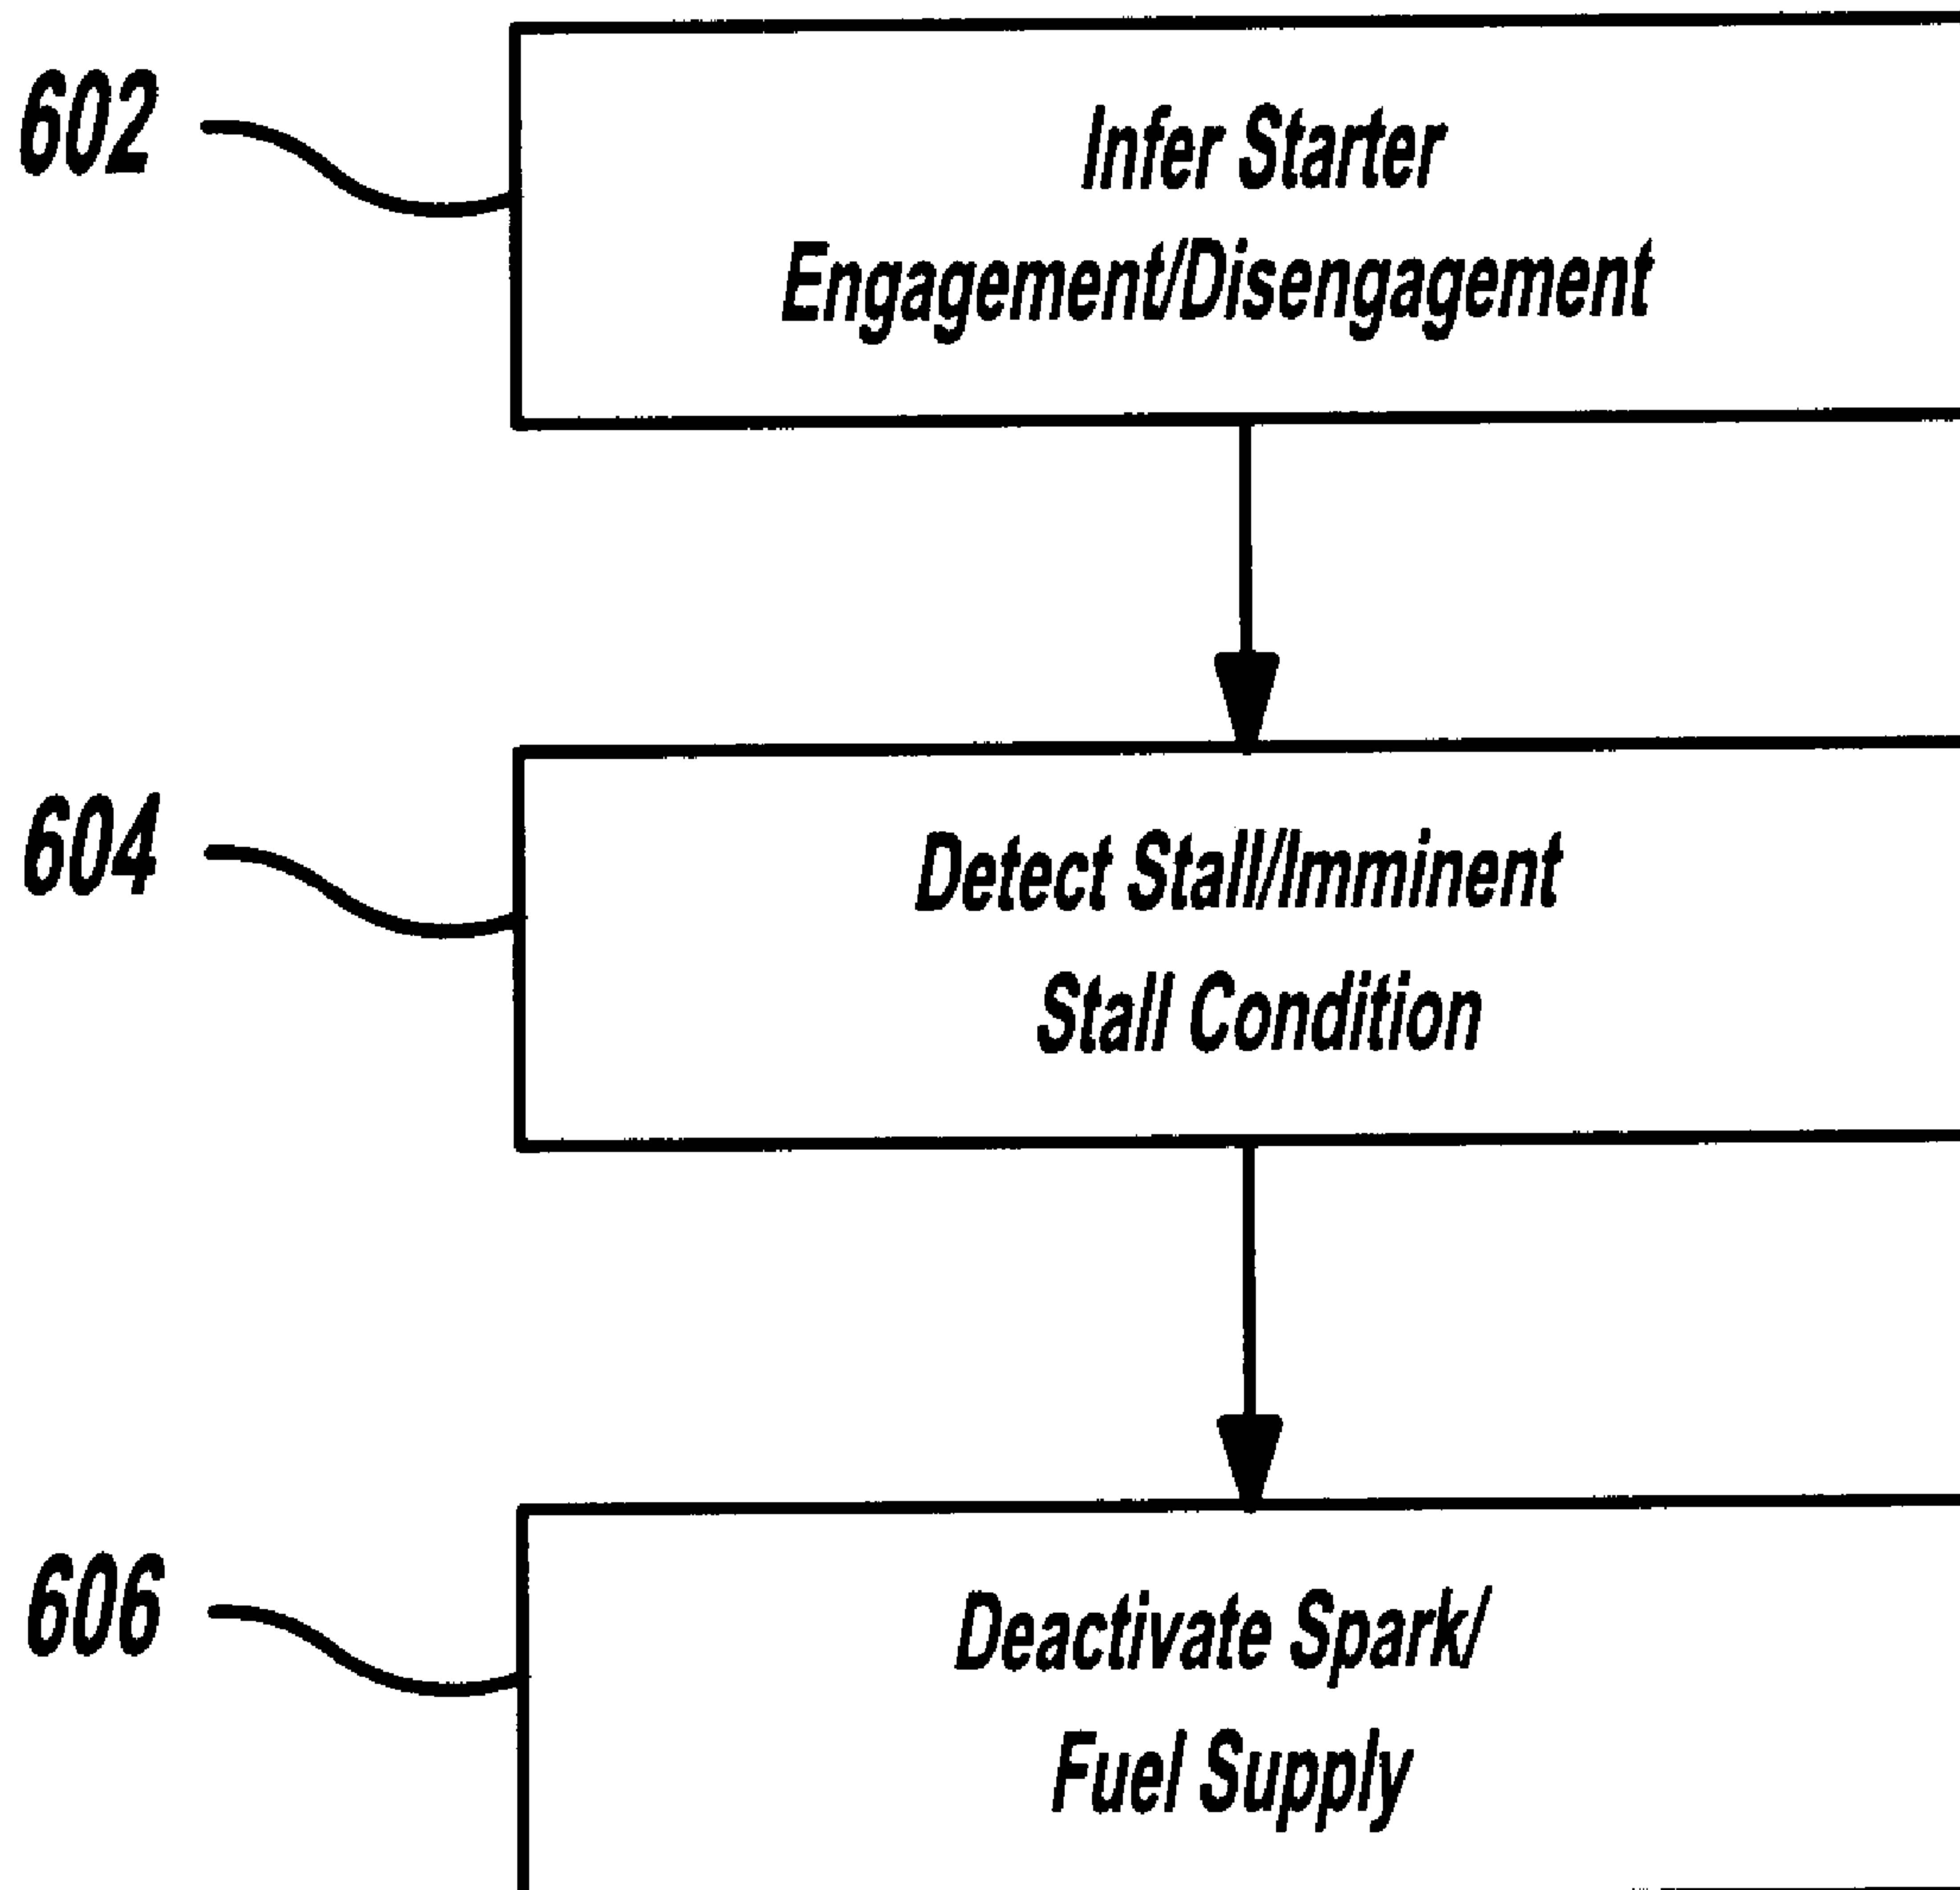 602
Infer Starter
Engagement/Disengagement
604
Detect Stall/Imminent
Stall Condition
606
Deactivate Spark/
Fuel Supply